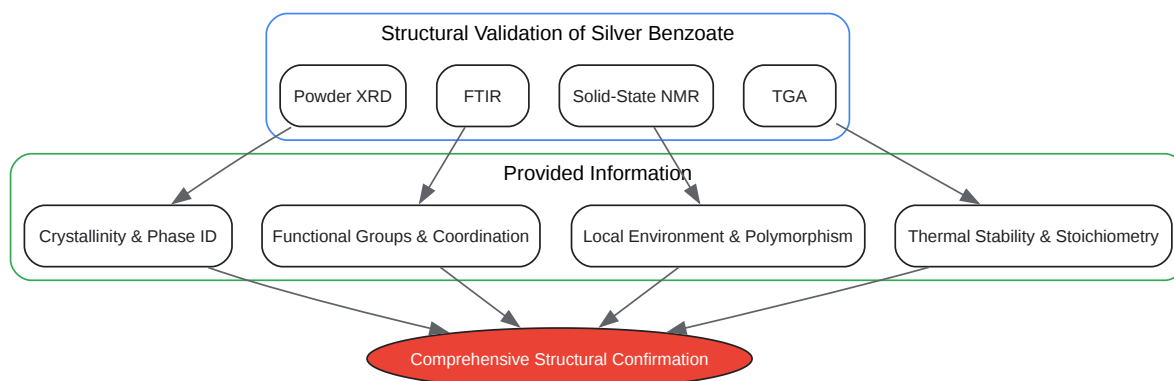 Structural Validation of Silver Benzoate
Powder XRD
FTIR
Solid-State NMR
TGA
Provided Information
Crystallinity & Phase ID
Functional Groups & Coordination
Local Environment & Polymorphism
Thermal Stability & Stoichiometry
Comprehensive Structural Confirmation